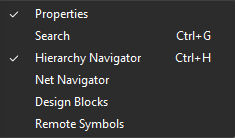 Properties
Search Ctrl+G
Hierarchy Navigator Ctrl+H
Net Navigator
Design Blocks
Remote Symbols